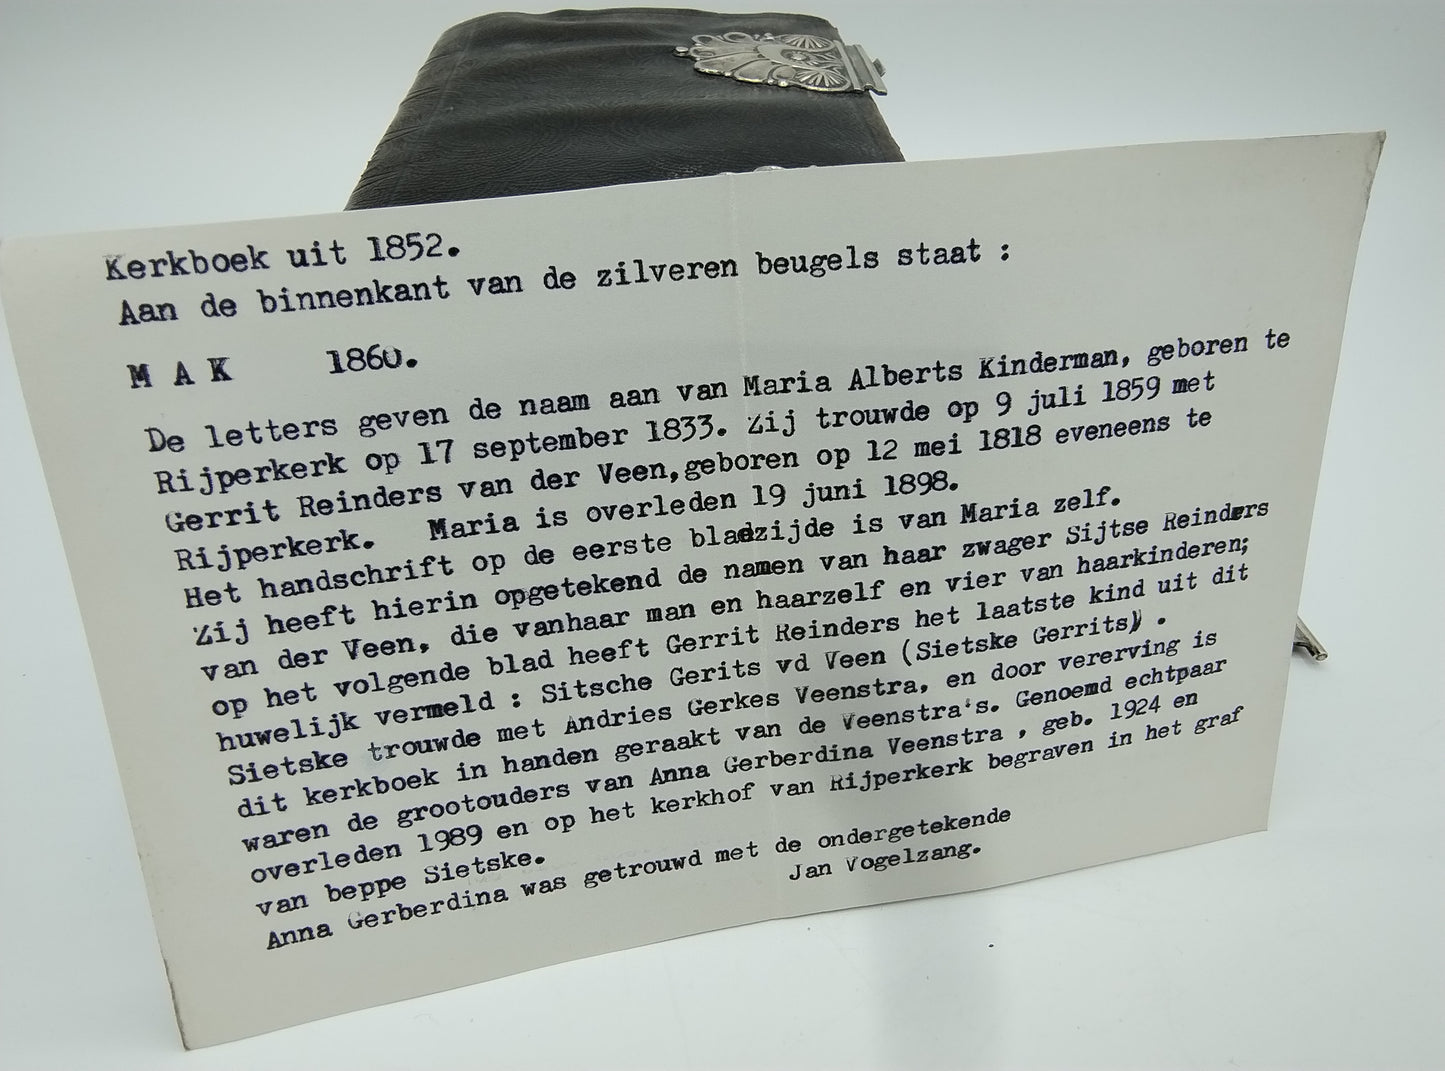 Kerkboek uit 1852.
Aan de binnenkant van de zilveren beugels staat :
M A K 1860.
De letters geven de naam aan van Maria Alberts Kinderman, geboren te
Rijperkerk op 17 september 1833. Zij trouwde op 9 juli 1859 met
Gerrit Reinders van der Veen,geboren op 12 mei 1818 eveneens te
Rijperkerk. Maria is overleden 19 juni 1898.
Het handschrift op de eerste bladzijde is van Maria zelf.
Zij heeft hierin opgetekend de namen van haar zwager Sijtse Reinders
van der Veen, die vanhaar man en haarzelf en vier van haarkinderen;
op het volgende blad heeft Gerrit Reinders het laatste kind uit dit
huwelijk vermeld : Sitsche Gerits vd Veen (Sietske Gerrits) .
Sietske trouwde met Andries Gerkes Veenstra, en door vererving is
dit kerkboek in handen geraakt van de Veenstra's. Genoemd echtpaar
waren de grootouders van Anna Gerberdina Veenstra , geb. 1924 en
overleden 1989 en op het kerkhof van Rijperkerk begraven in het graf
van beppe Sietske.
Anna Gerberdina was getrouwd met de ondergetekende
Jan Vogelzang.